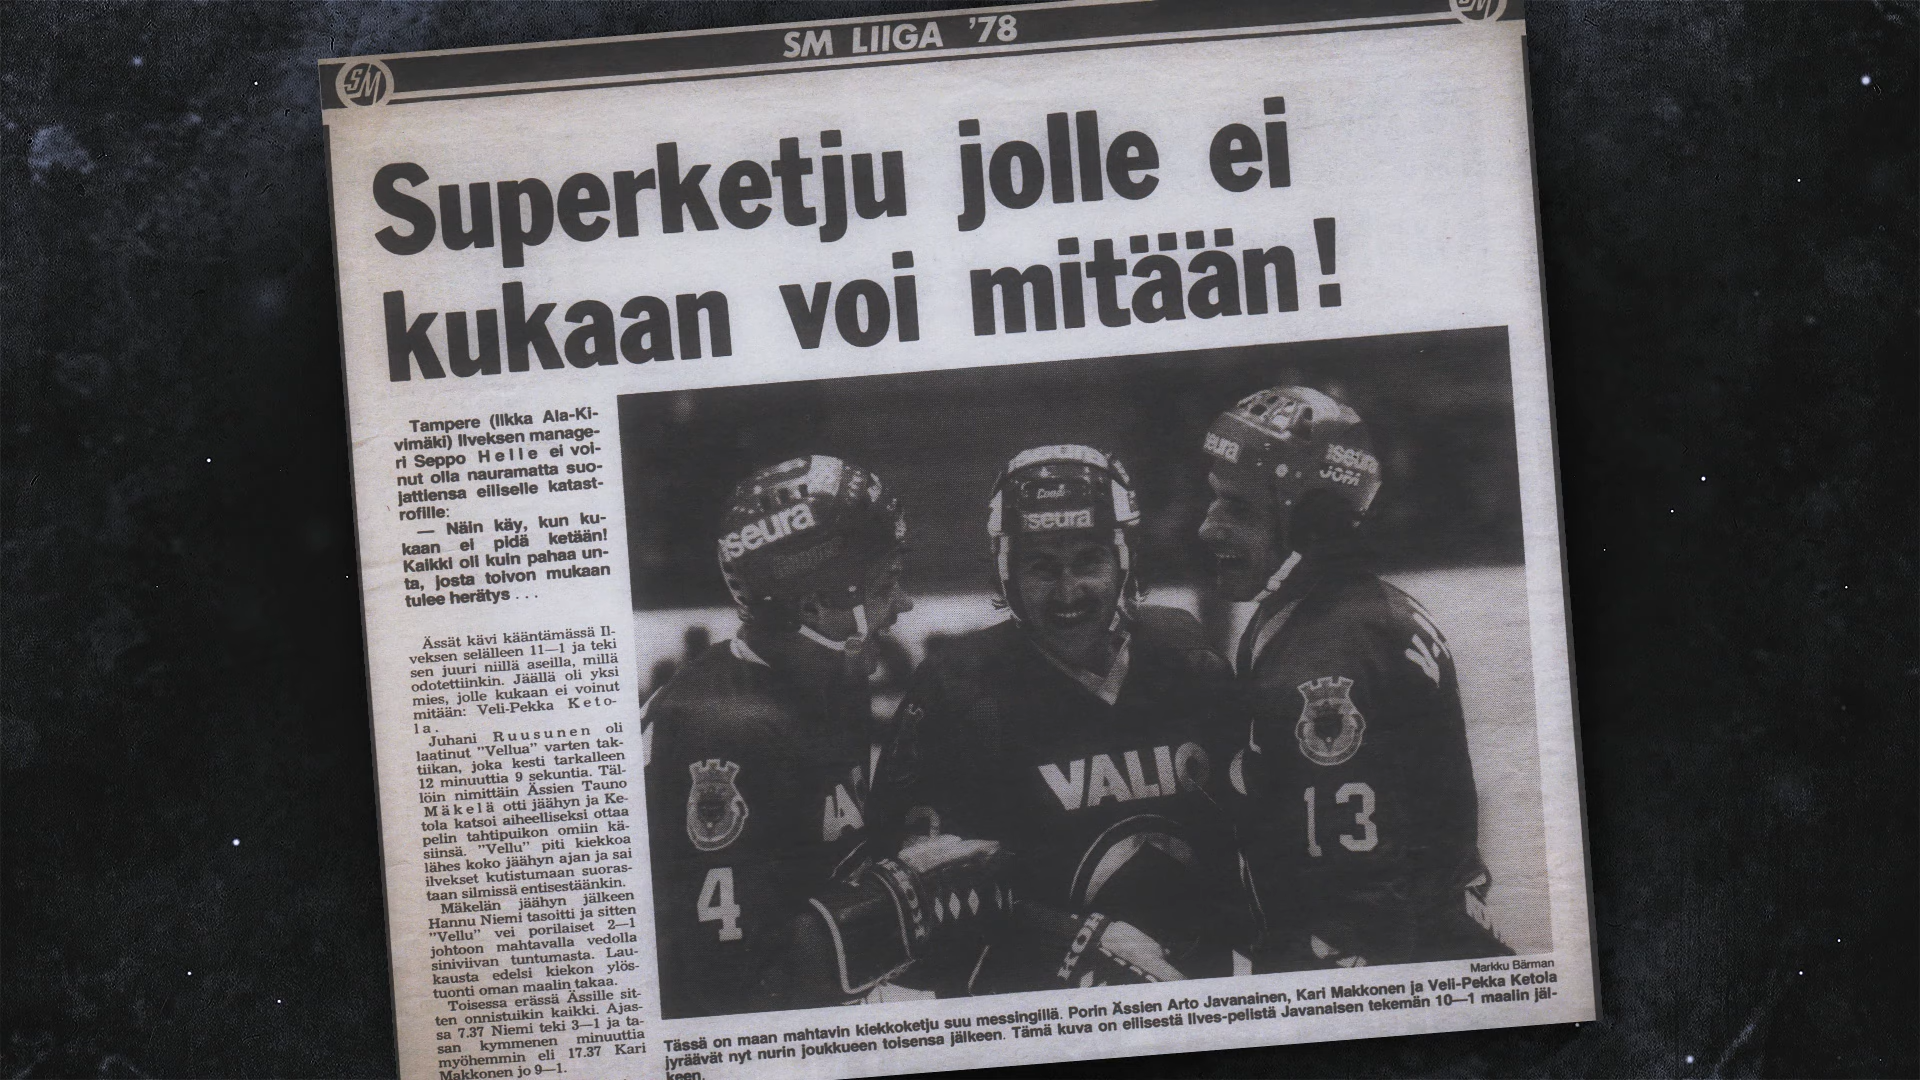 SM LIIGA '78
SM
SM
Superketju jolle ei
kukaan voi mitään!
Tampere (Ilkka Ala-Ki-
vimäki) Ilveksen manage-
ri Seppo Helle ei voi-
nut olla nauramatta suo-
jattiensa eiliselle katast-
rofille:
— Näin käy, kun ku-
kaan ei pidä ketään!
Kaikki oli kuin pahaa un-
ta, josta toivon mukaan
tulee herätys . . .
Ässät kävi kääntämässä Il-
veksen selälleen 11—1 ja teki
sen juuri niillä aseilla, millä
odotettiinkin. Jäällä oli yksi
mies, jolle kukaan ei voinut
mitään: Veli-Pekka Keto-
la.
Juhani Ruusunen oli
laatinut "Vellua" varten tak-
tiikan, joka kesti tarkalleen
12 minuuttia 9 sekuntia. Täl-
löin nimittäin Ässien Tauno
Mäkelä otti jäähyn ja Ke-
tola katsoi aiheelliseksi ottaa
pelin tahtipuikon omiin kä-
siinsä. "Vellu" piti kiekkoa
lähes koko jäähyn ajan ja sai
ilvekset kutistumaan suoras-
taan silmissä entisestäänkin.
Mäkelän jäähyn jälkeen
Hannu Niemi tasoitti ja sitten
"Vellu" vei porilaiset 2—1
johtoon mahtavalla vedolla
siniviivan tuntumasta. Lau-
kausta edelsi kiekon ylös-
tuonti oman maalin takaa.
Toisessa erässä Ässille sit-
ten onnistuikin kaikki. Ajas-
sa 7.37 Niemi teki 3—1 ja ta-
san kymmenen minuuttia
myöhemmin eli 17.37 Kari
Makkonen jo 9—1.
seura
seura
Cooper
seura
seura
JOFA
VALIO
A
4
13
KOHO
KOHO
Markku Bärman
Tässä on maan mahtavin kiekkoketju suu messingillä. Porin Ässien Arto Javanainen, Kari Makkonen ja Veli-Pekka Ketola
jyräävät nyt nurin joukkueen toisensa jälkeen. Tämä kuva on eilisestä Ilves-pelistä Javanaisen tekemän 10—1 maalin jäl-
keen.